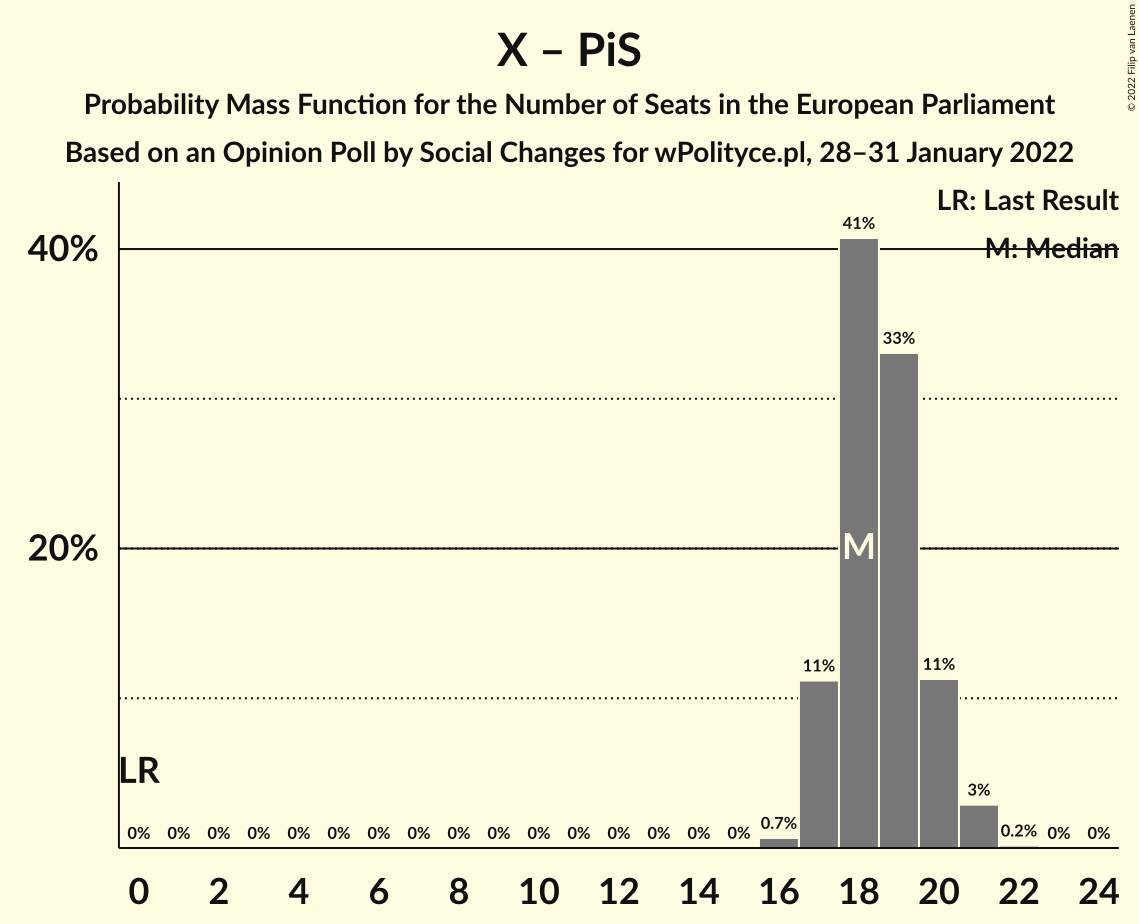 X – PiS
Probability Mass Function for the Number of Seats in the European Parliament
Based on an Opinion Poll by Social Changes for wPolityce.pl, 28–31 January 2022
© 2022 Filip van Laenen
LR: Last Result
M: Median
40%
20%
41%
33%
11%
11%
3%
0.7%
0.2%
M
LR
0% 0% 0% 0% 0% 0% 0% 0% 0% 0% 0% 0% 0% 0% 0% 0% 0% 0%
0 2 4 6 8 10 12 14 16 18 20 22 24